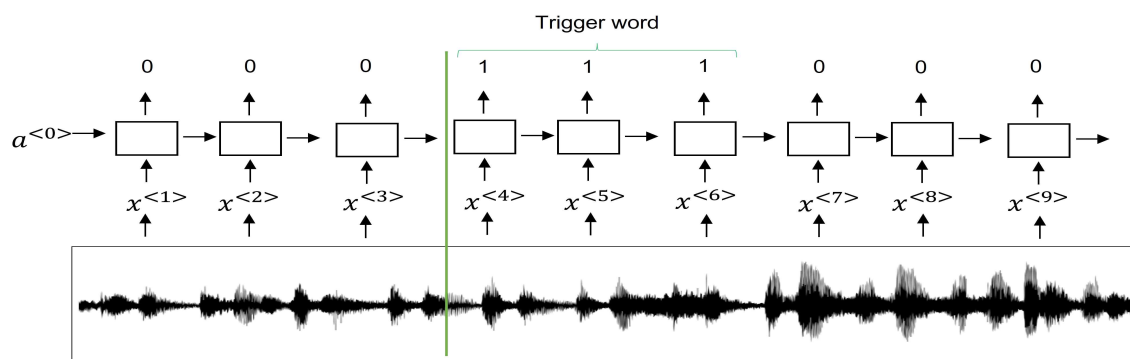 Trigger word
0 0 0 1 1 1 0 0 0
a<0>
x<1> x<2> x<3> x<4> x<5> x<6> x<7> x<8> x<9>